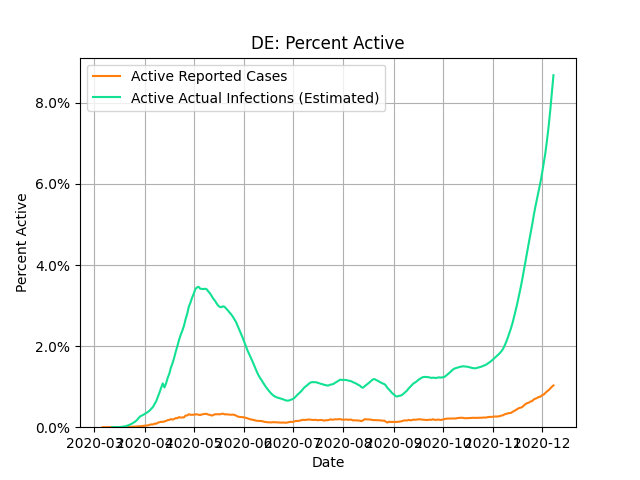 DE: Percent Active
Active Reported Cases
Active Actual Infections (Estimated)
8.0%
6.0%
4.0%
2.0%
0.0%
Percent Active
2020-03 2020-04 2020-05 2020-06 2020-07 2020-08 2020-09 2020-10 2020-11 2020-12
Date